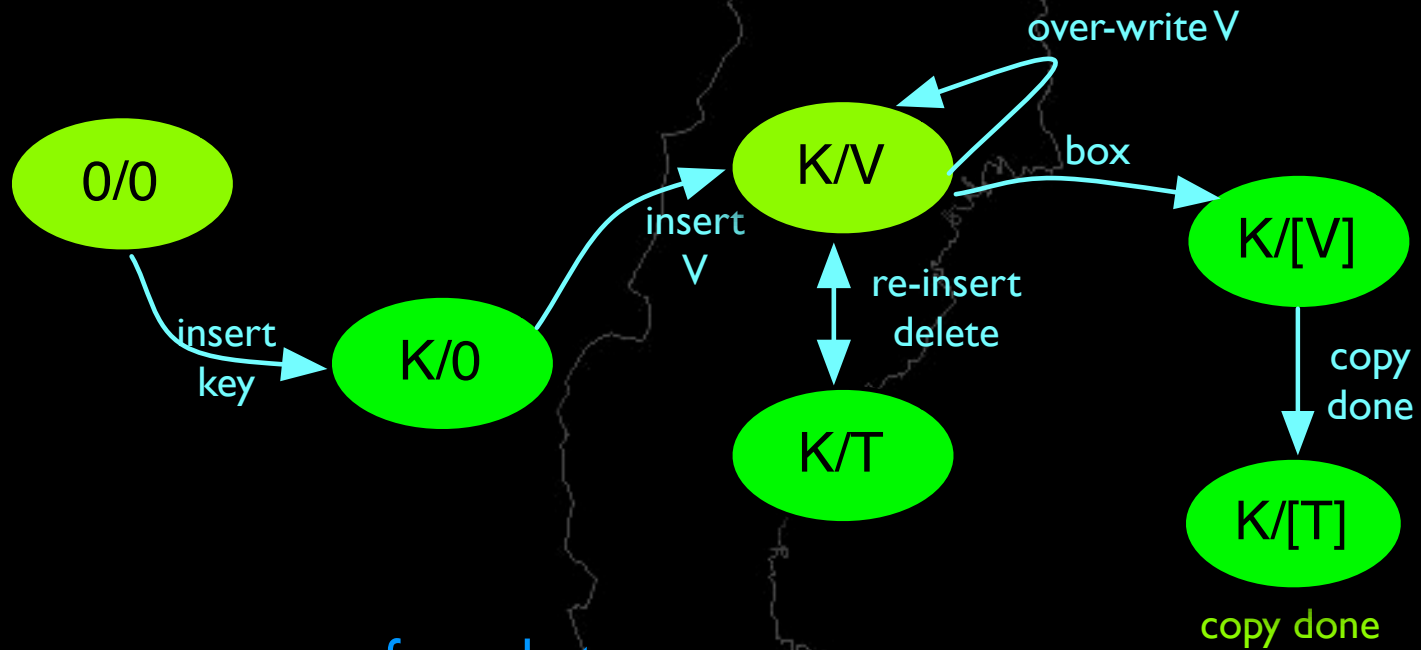 over-write V
0/0
K/V
box
insert
V
K/[V]
re-insert
delete
insert
key
K/0
copy
done
K/T
K/[T]
copy done